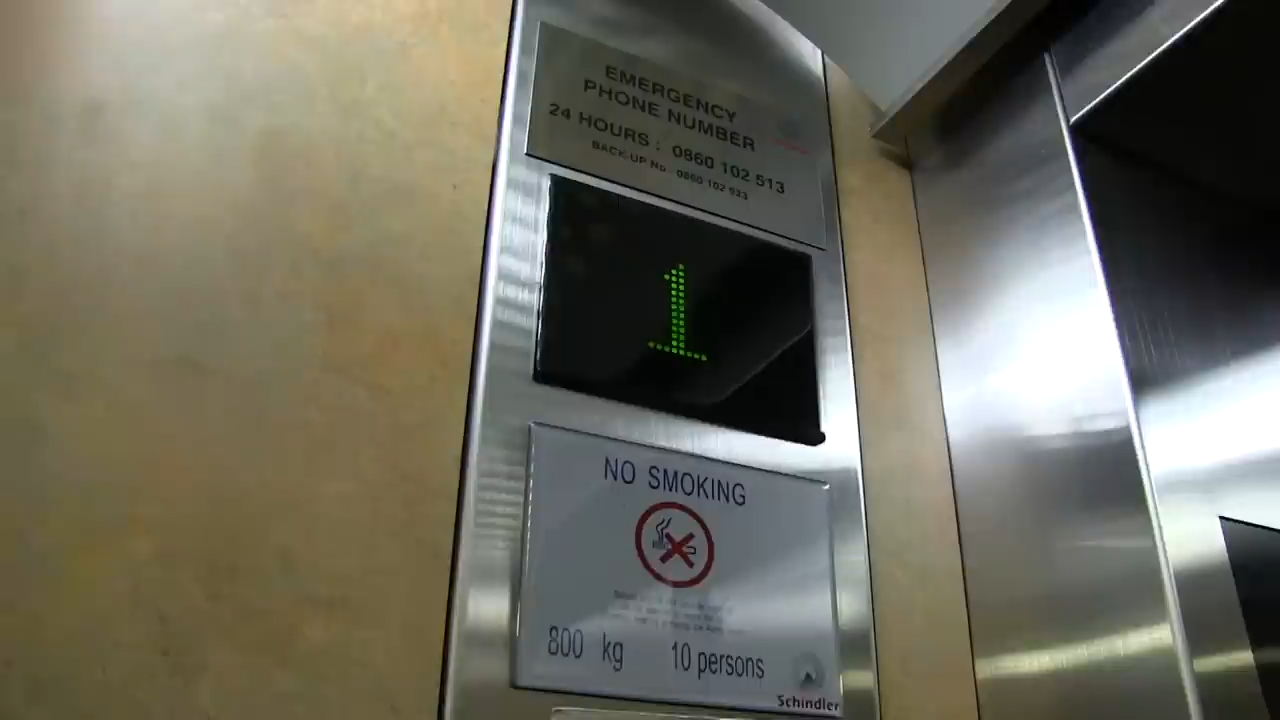 EMERGENCY
PHONE NUMBER
24 HOURS : 0860 102 513
BACK-UP No. 0860 102 933
1
NO SMOKING
800 kg 10 persons
Schindler